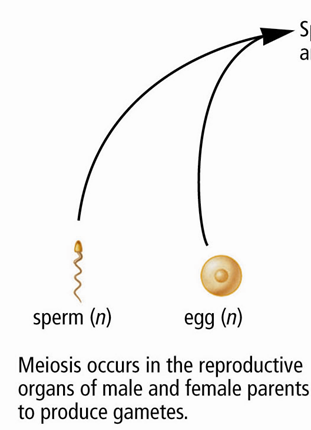 sperm (n)
egg (n)
Meiosis occurs in the reproductive
organs of male and female parents
to produce gametes.